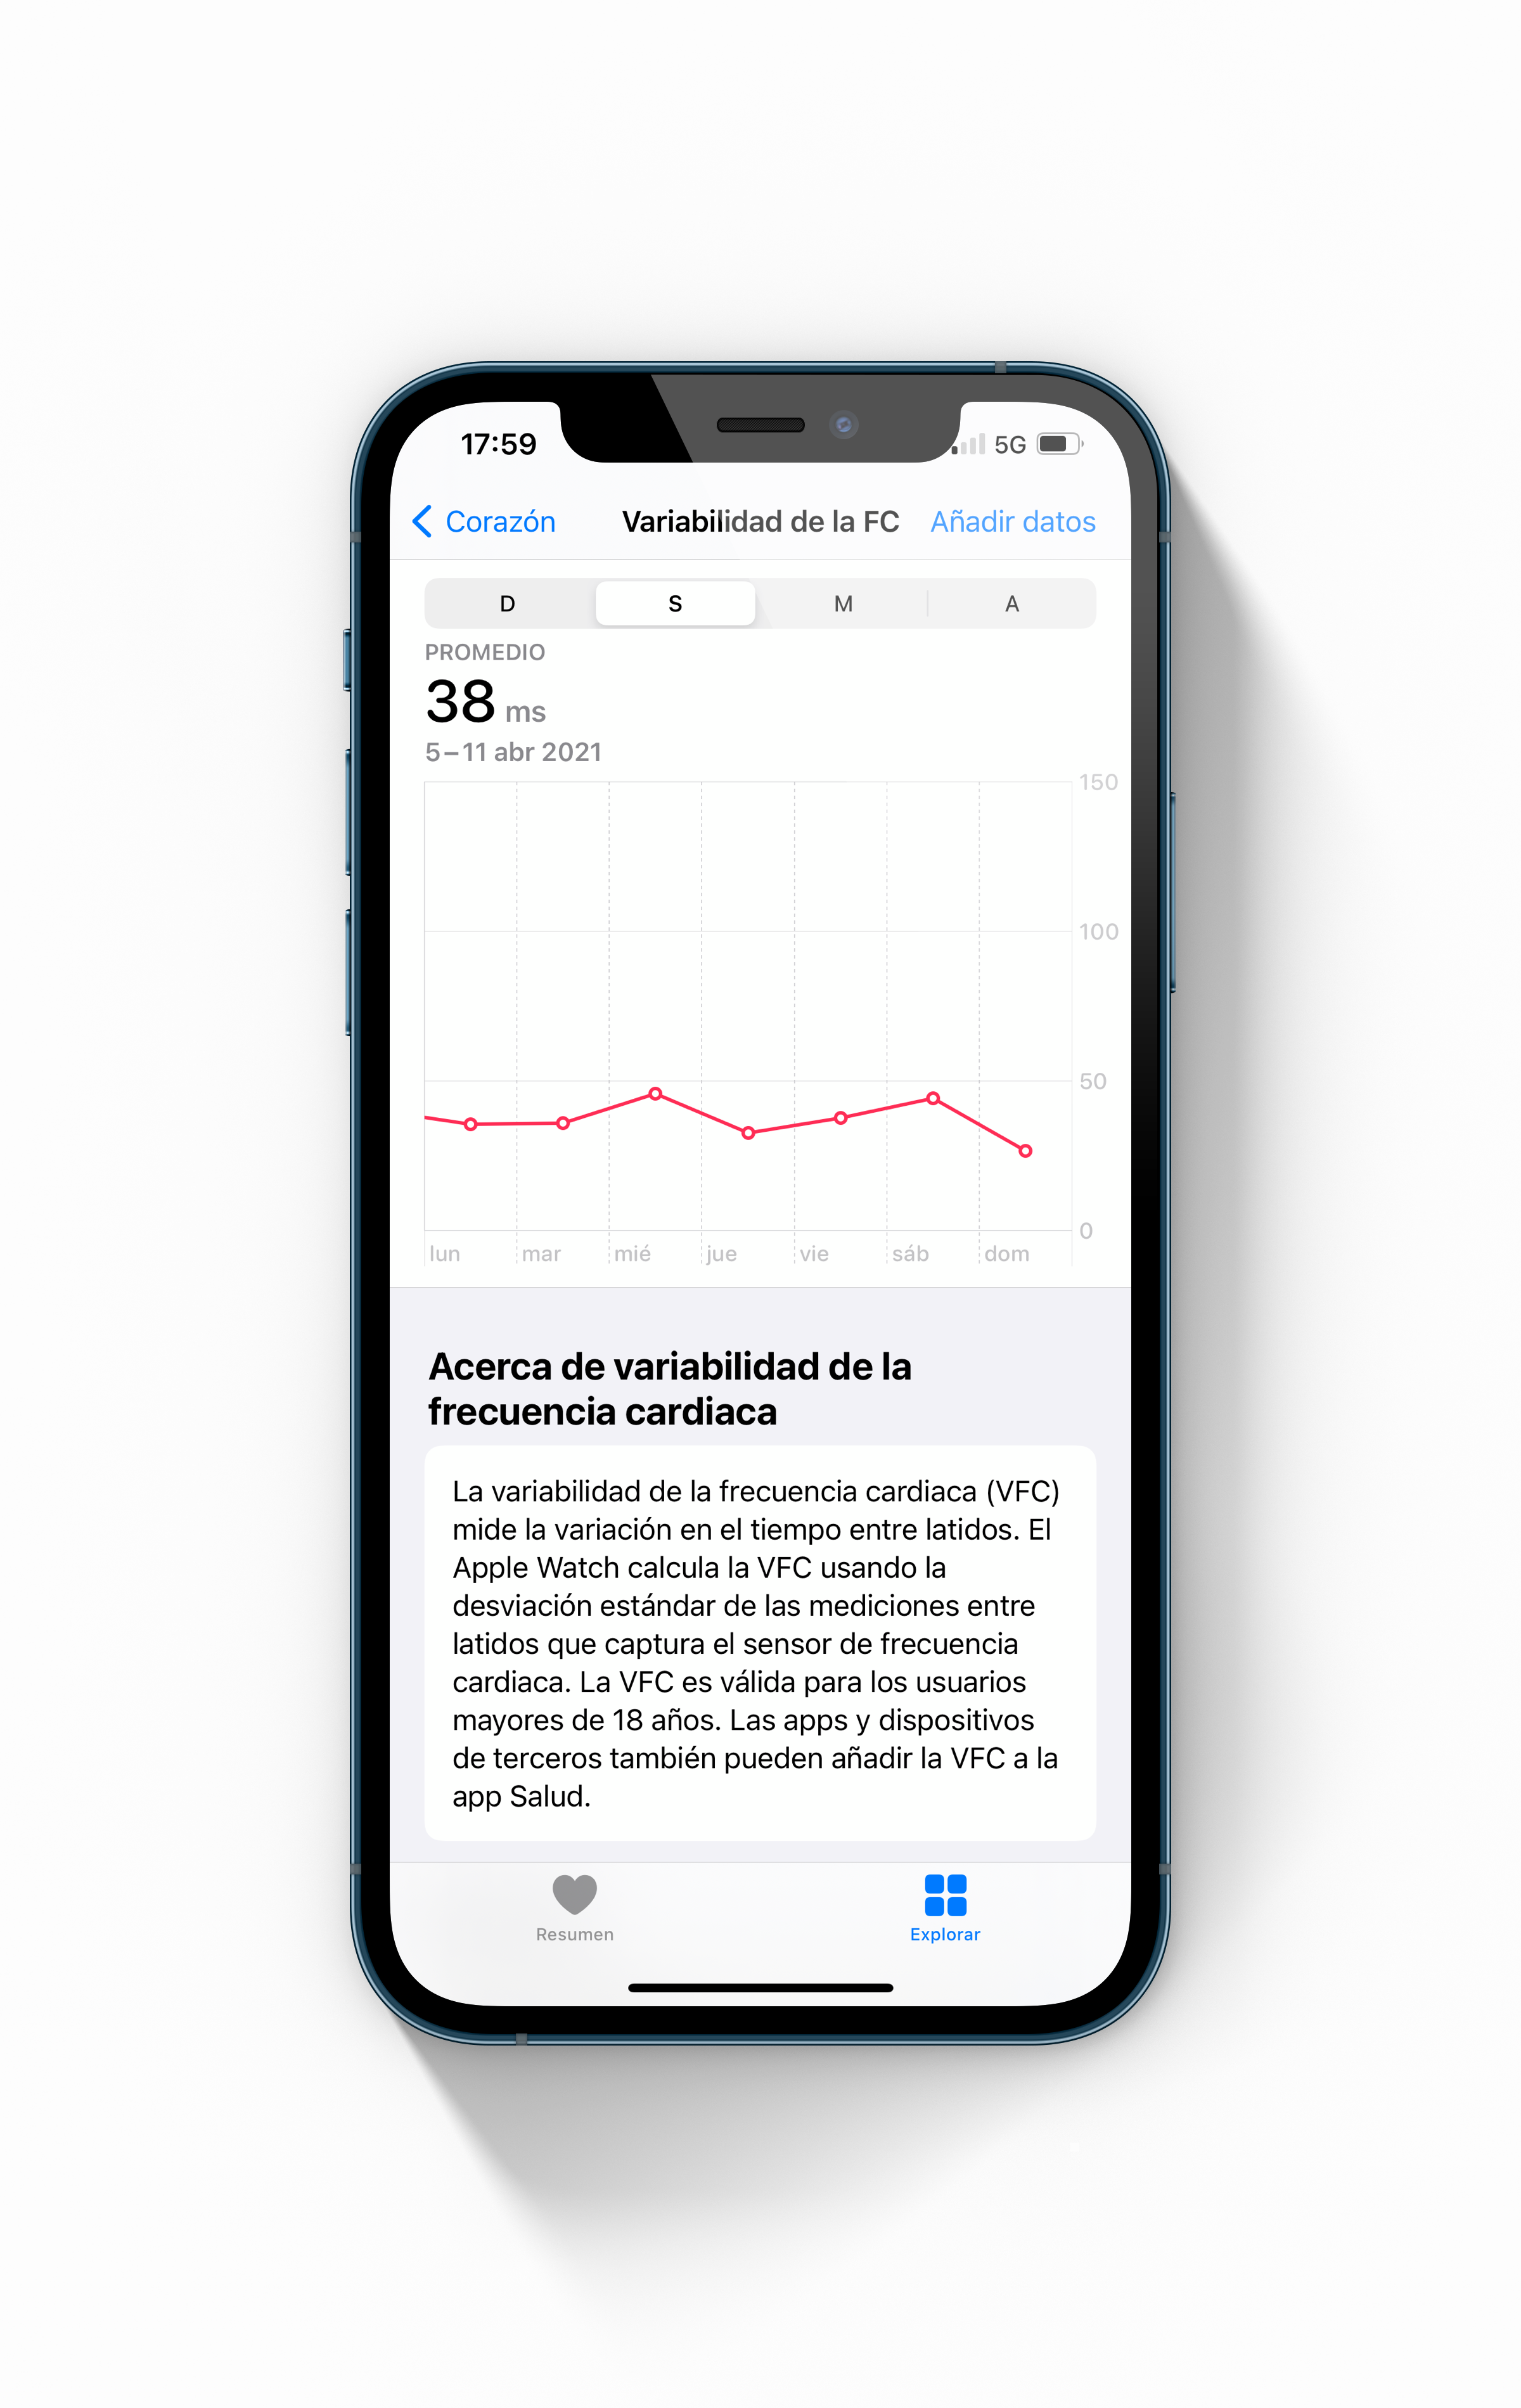 17:59 5G
Corazón Variabilidad de la FC Añadir datos
D S M A
PROMEDIO
38 ms
5–11 abr 2021
150
100
50
0
lun mar mié jue vie sáb dom
Acerca de variabilidad de la
frecuencia cardiaca
La variabilidad de la frecuencia cardiaca (VFC)
mide la variación en el tiempo entre latidos. El
Apple Watch calcula la VFC usando la
desviación estándar de las mediciones entre
latidos que captura el sensor de frecuencia
cardiaca. La VFC es válida para los usuarios
mayores de 18 años. Las apps y dispositivos
de terceros también pueden añadir la VFC a la
app Salud.
Resumen Explorar